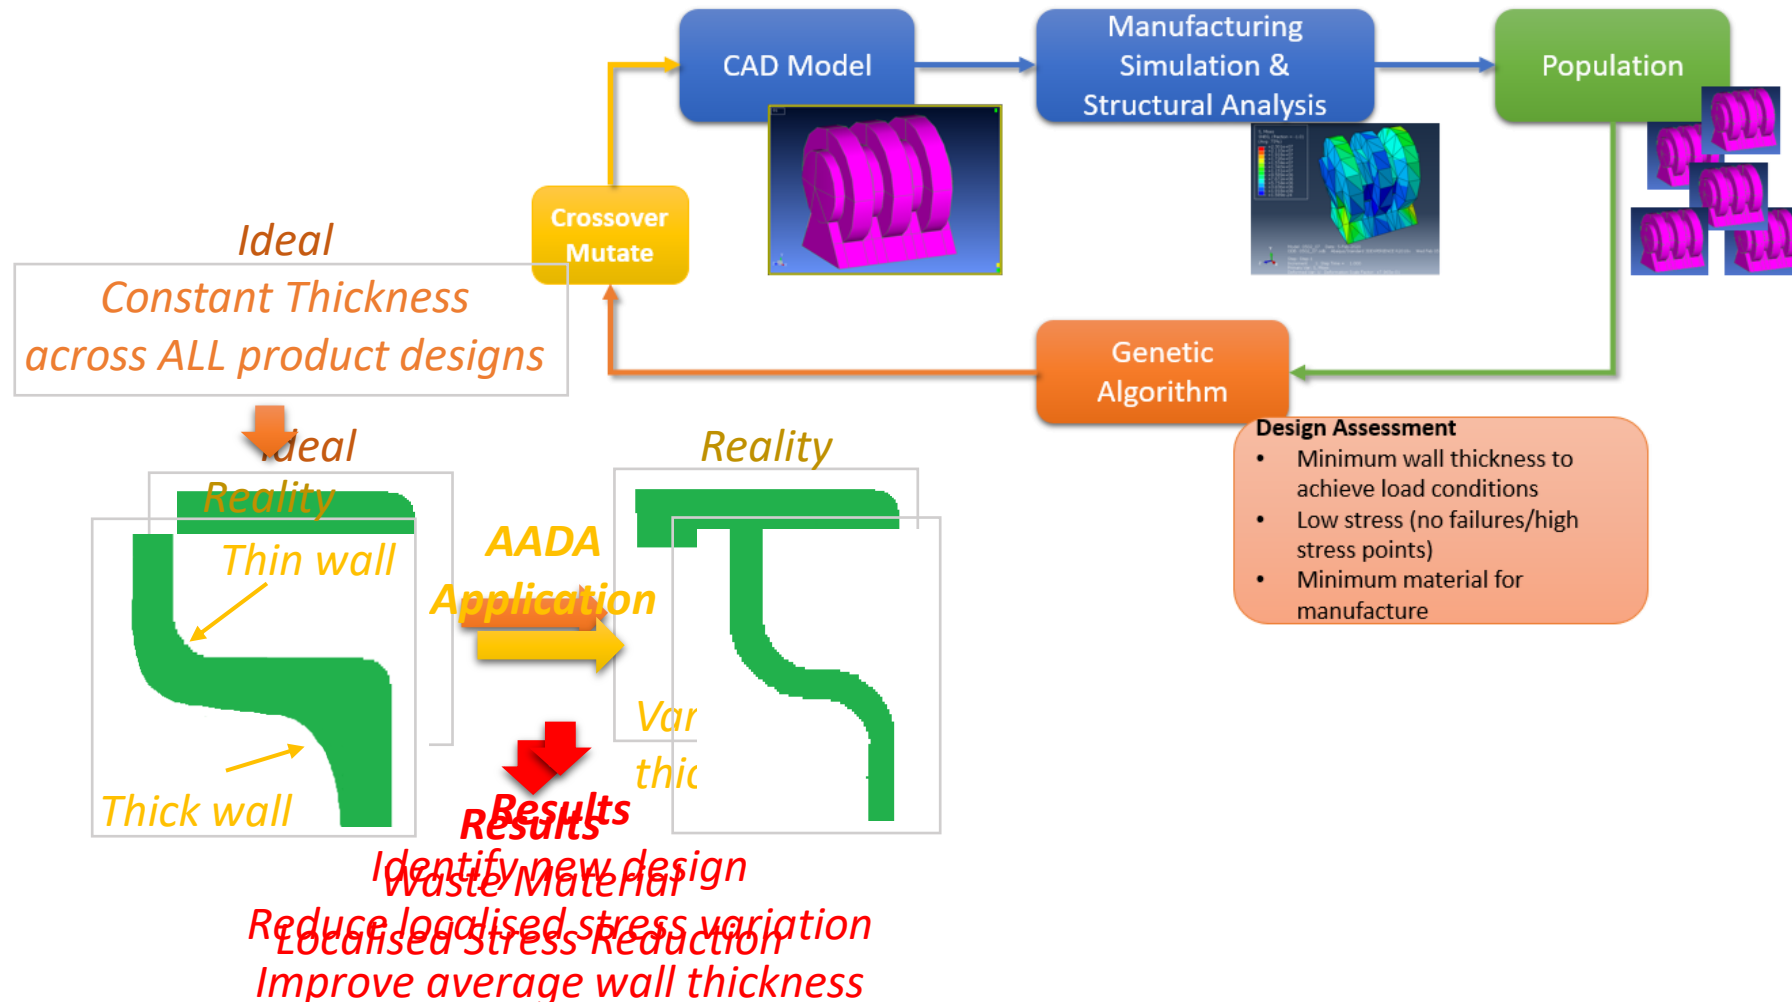 CAD Model
Manufacturing
Simulation &
Structural Analysis
Population
Crossover
Mutate
Genetic
Algorithm
Design Assessment
• Minimum wall thickness to
achieve load conditions
• Low stress (no failures/high
stress points)
• Minimum material for
manufacture
Ideal
Constant Thickness
across ALL product designs
Ideal
Reality
Thin wall
Thick wall
AADA
Application
Reality
Var
thic
Results
Results
Identify new design
Waste Material
Reduce localised stress variation
Localised Stress Reduction
Improve average wall thickness